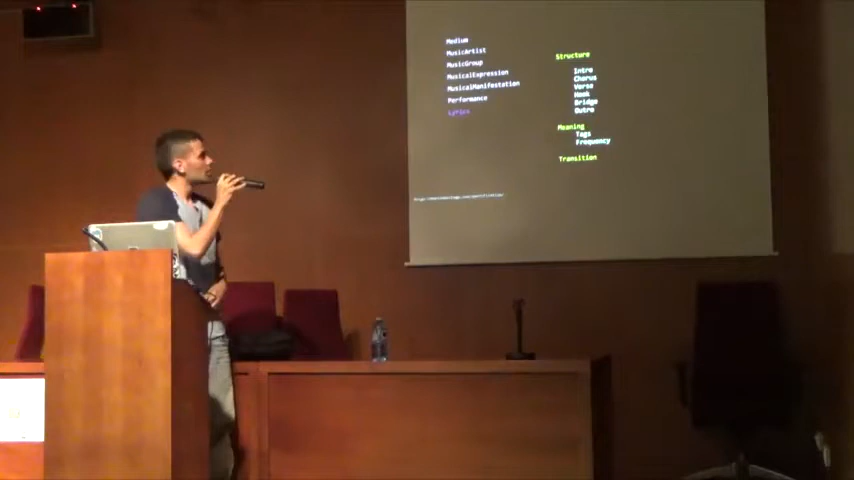 Medium
MusicArtist
MusicGroup
MusicalExpression
MusicalManifestation
Performance
Lyrics
Structure
Intro
Chorus
Verse
Hook
Bridge
Outro
Meaning
Tags
Frequency
Transition